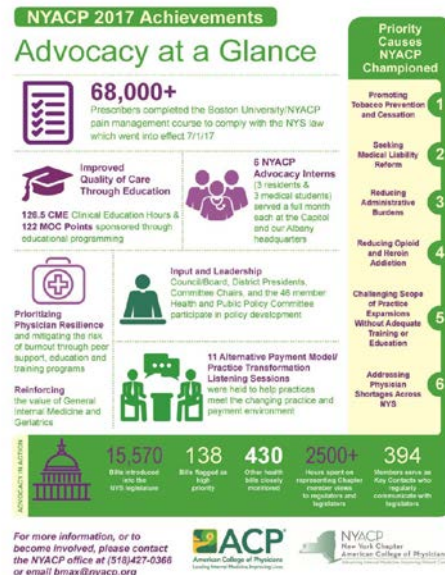 NYACP 2017 Achievements
Advocacy at a Glance
68,000+
Prescribers completed the Boston University/NYACP
pain management course to comply with the NYS law
which went into effect 7/1/17
Improved
Quality of Care
Through Education
126.5 CME Clinical Education Hours &
122 MOC Points sponsored through
educational programming
6 NYACP
Advocacy Interns
(3 residents &
3 medical students)
served a full month
each at the Capitol
and our Albany
headquarters
Prioritizing
Physician Resilience
and mitigating the risk
of burnout through peer
support, education and
training programs
Reinforcing
the value of General
Internal Medicine and
Geriatrics
Input and Leadership
Council/Board, District Presidents,
Committee Chairs, and the 46 member
Health and Public Policy Committee
participate in policy development
11 Alternative Payment Model/
Practice Transformation
Listening Sessions
were held to help practices
meet the changing practice and
payment environment
Priority
Causes
NYACP
Championed
Promoting
Tobacco Prevention
and Cessation
1
Seeking
Medical Liability
Reform
2
Reducing
Administrative
Burdens
3
Reducing Opioid
and Heroin
Addiction
4
Challenging Scope
of Practice
Expansions
Without Adequate
Training or
Education
5
Addressing
Physician
Shortages Across
NYS
6
ADVOCACY IN ACTION
15,570
Bills introduced
into the
NYS legislature
138
Bills flagged as
high
priority
430
Other health
bills closely
monitored
2500+
Hours spent on
representing Chapter
member views
to regulators and
legislators
394
Members serve as
Key Contacts who
regularly
communicate with
legislators
For more information, or to
become involved, please contact
the NYACP office at (518)427-0366
or email bmax@nyacp.org
ACP
American College of Physicians
Leading Internal Medicine, Improving Lives
NYACP
New York Chapter
American College of Physicians